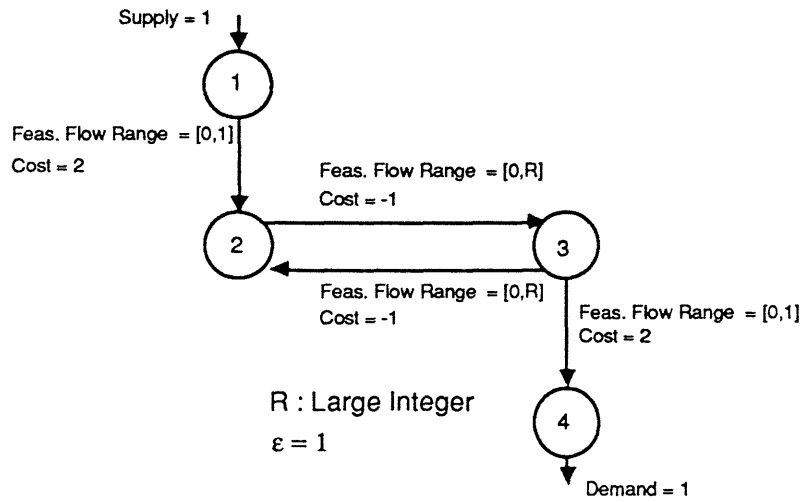 Supply = 1
1
Feas. Flow Range = [0,1]
Cost = 2
Feas. Flow Range = [0,R]
Cost = -1
2
3
Feas. Flow Range = [0,R]
Cost = -1
Feas. Flow Range = [0,1]
Cost = 2
R : Large Integer
ε = 1
4
Demand = 1